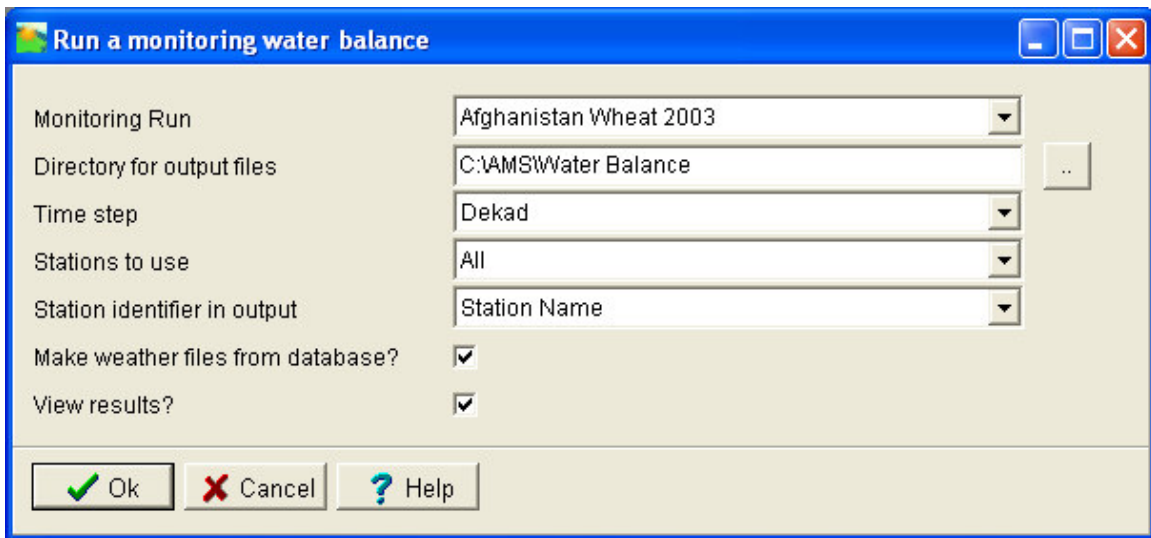 Run a monitoring water balance
Monitoring Run Afghanistan Wheat 2003
Directory for output files C:\AMS\Water Balance ..
Time step Dekad
Stations to use All
Station identifier in output Station Name
Make weather files from database?
View results?
Ok Cancel ? Help